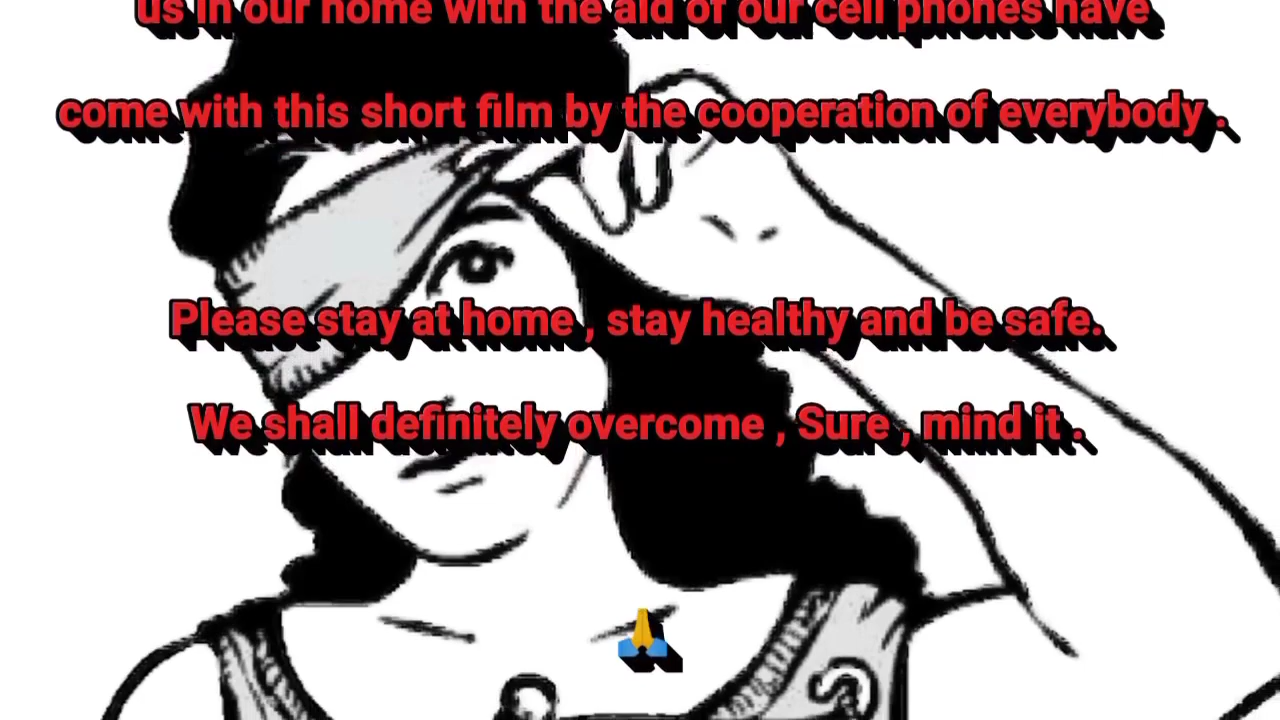 us in our home with the aid of our cell phones have
come with this short film by the cooperation of everybody .
Please stay at home , stay healthy and be safe.
We shall definitely overcome , Sure , mind it .
🙏